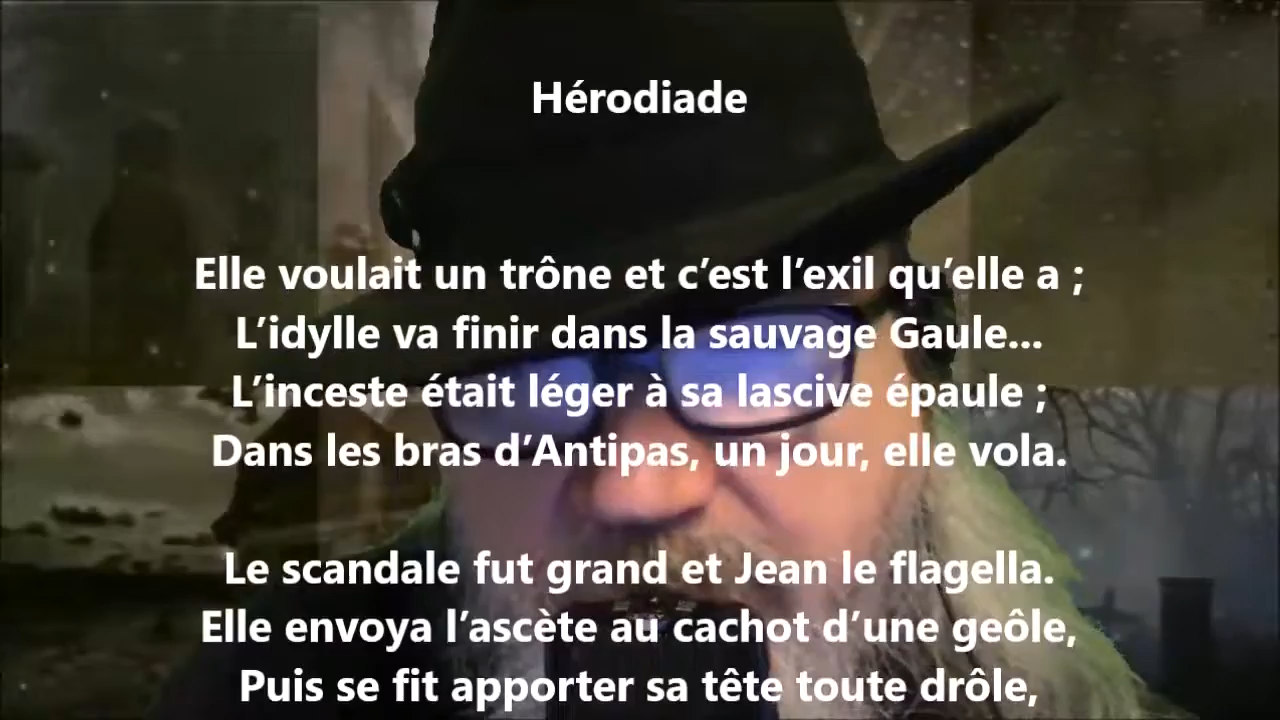 Hérodiade
Elle voulait un trône et c’est l’exil qu’elle a ;
L’idylle va finir dans la sauvage Gaule...
L’inceste était léger à sa lascive épaule ;
Dans les bras d’Antipas, un jour, elle vola.
Le scandale fut grand et Jean le flagella.
Elle envoya l’ascète au cachot d’une geôle,
Puis se fit apporter sa tête toute drôle,